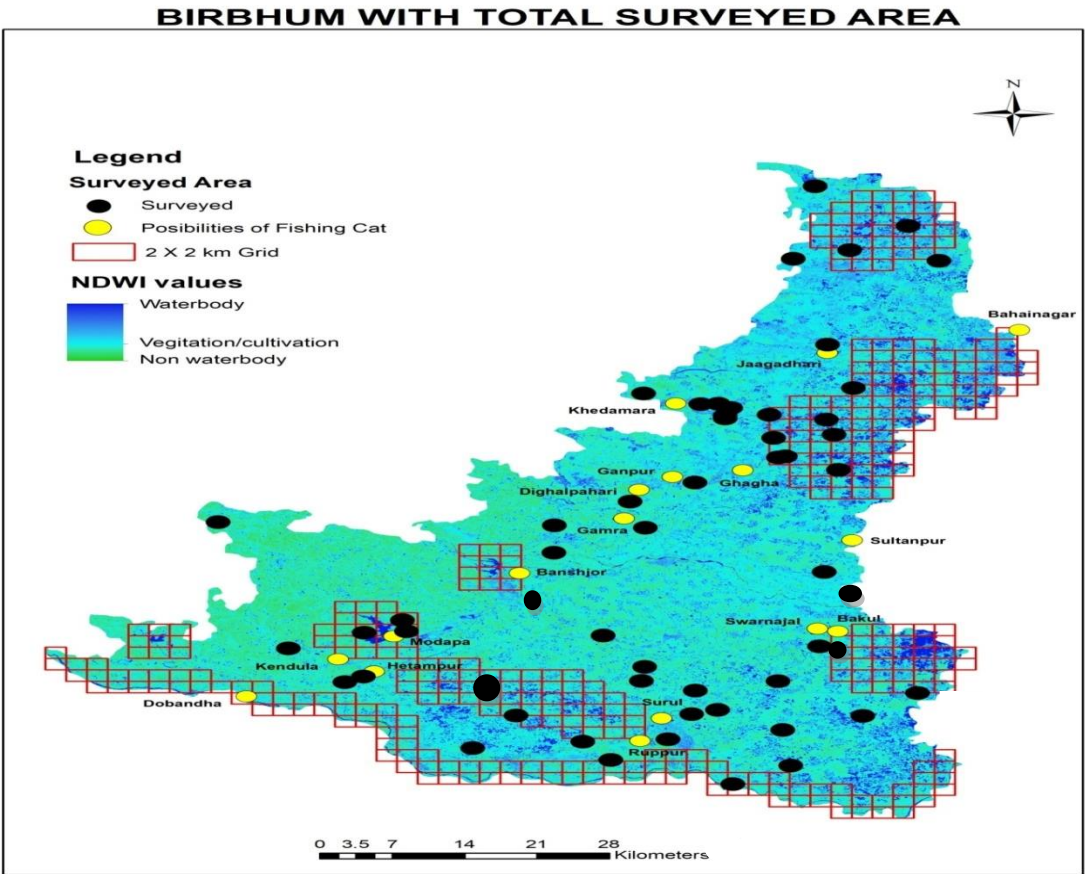 BIRBHUM WITH TOTAL SURVEYED AREA
N
Legend
Surveyed Area
Surveyed
Posibilities of Fishing Cat
2 X 2 km Grid
NDWI values
Waterbody
Vegitation/cultivation
Non waterbody
Bahainagar
Jaagadhari
Khedamara
Ganpur
Ghagha
Dighalpahari
Gamra
Sultanpur
Banshjor
Swarnajal
Bakul
Modapa
Kendula
Hetampur
Dobandha
Surul
Ruppur
0 3.5 7 14 21 28
Kilometers